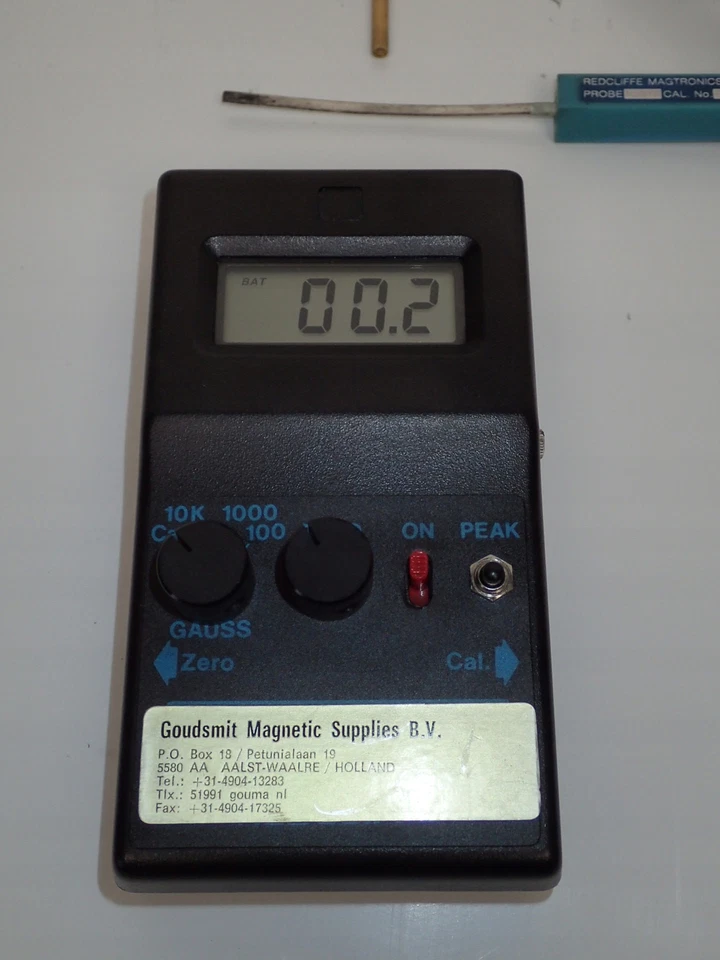 REDCLIFFE MAGTRONICS
PROBE CAL. No.
BAT 00.2
10K 1000
100
ON PEAK
GAUSS
Zero Cal.
Goudsmit Magnetic Supplies B.V.
P.O. Box 18 / Petunialaan 19
5580 AA AALST-WAALRE / HOLLAND
Tel.: +31-4904-13283
Tlx.: 51991 gouma nl
Fax: +31-4904-17325